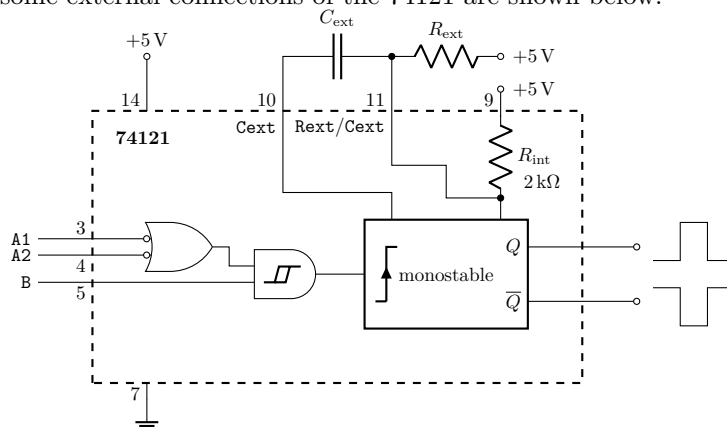 some external connections of the 74121 are shown below.
C_ext
R_ext
+5 V
+5 V
+5 V
14
10
11
9
74121
Cext
Rext/Cext
R_int
2 kΩ
A1
3
A2
4
B
5
monostable
Q
Q̅
7